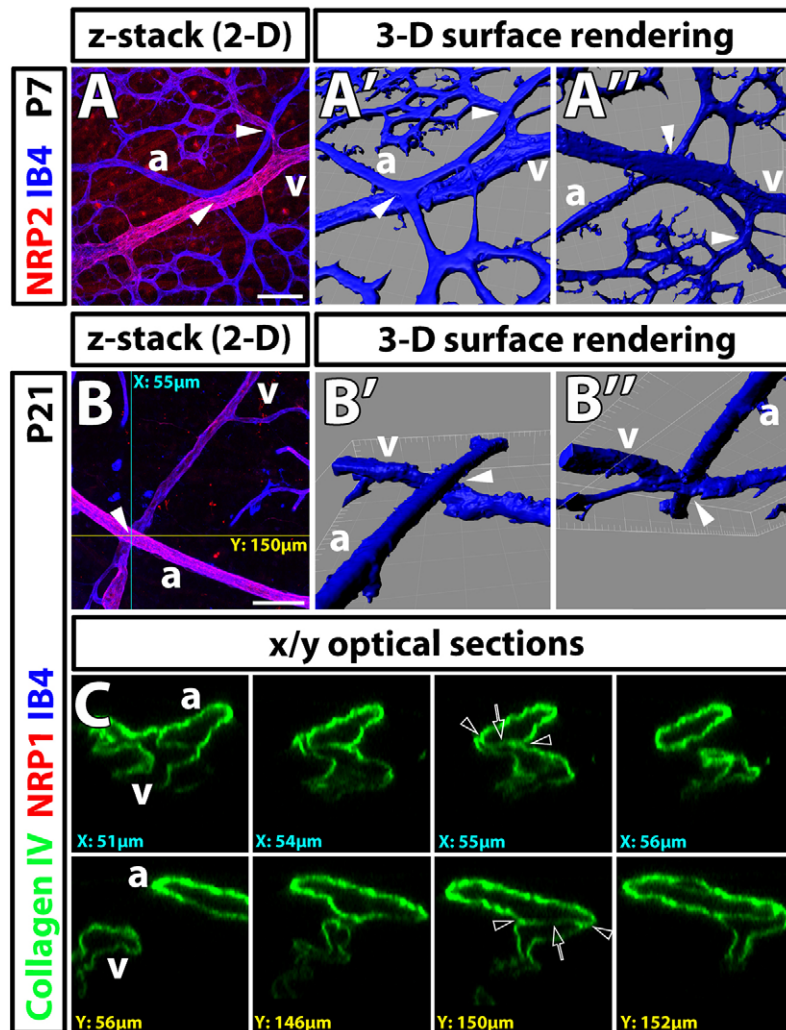 z-stack (2-D)
3-D surface rendering
NRP2 IB4 P7
A
a
v
A′
a
v
A′′
a
v
z-stack (2-D)
3-D surface rendering
Collagen IV NRP1 IB4 P21
B
X: 55µm
v
Y: 150µm
a
B′
v
a
B′′
v
a
x/y optical sections
C
a
v
X: 51µm
X: 54µm
X: 55µm
X: 56µm
a
v
Y: 56µm
Y: 146µm
Y: 150µm
Y: 152µm